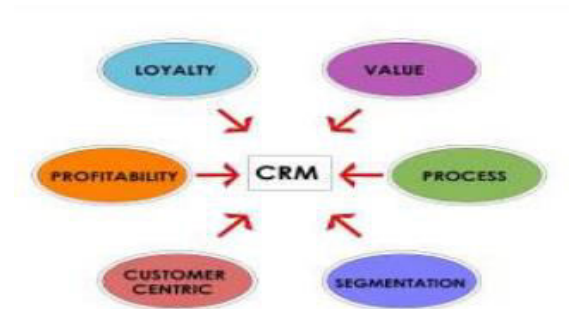 LOYALTY
VALUE
PROFITABILITY
CRM
PROCESS
CUSTOMER
CENTRIC
SEGMENTATION